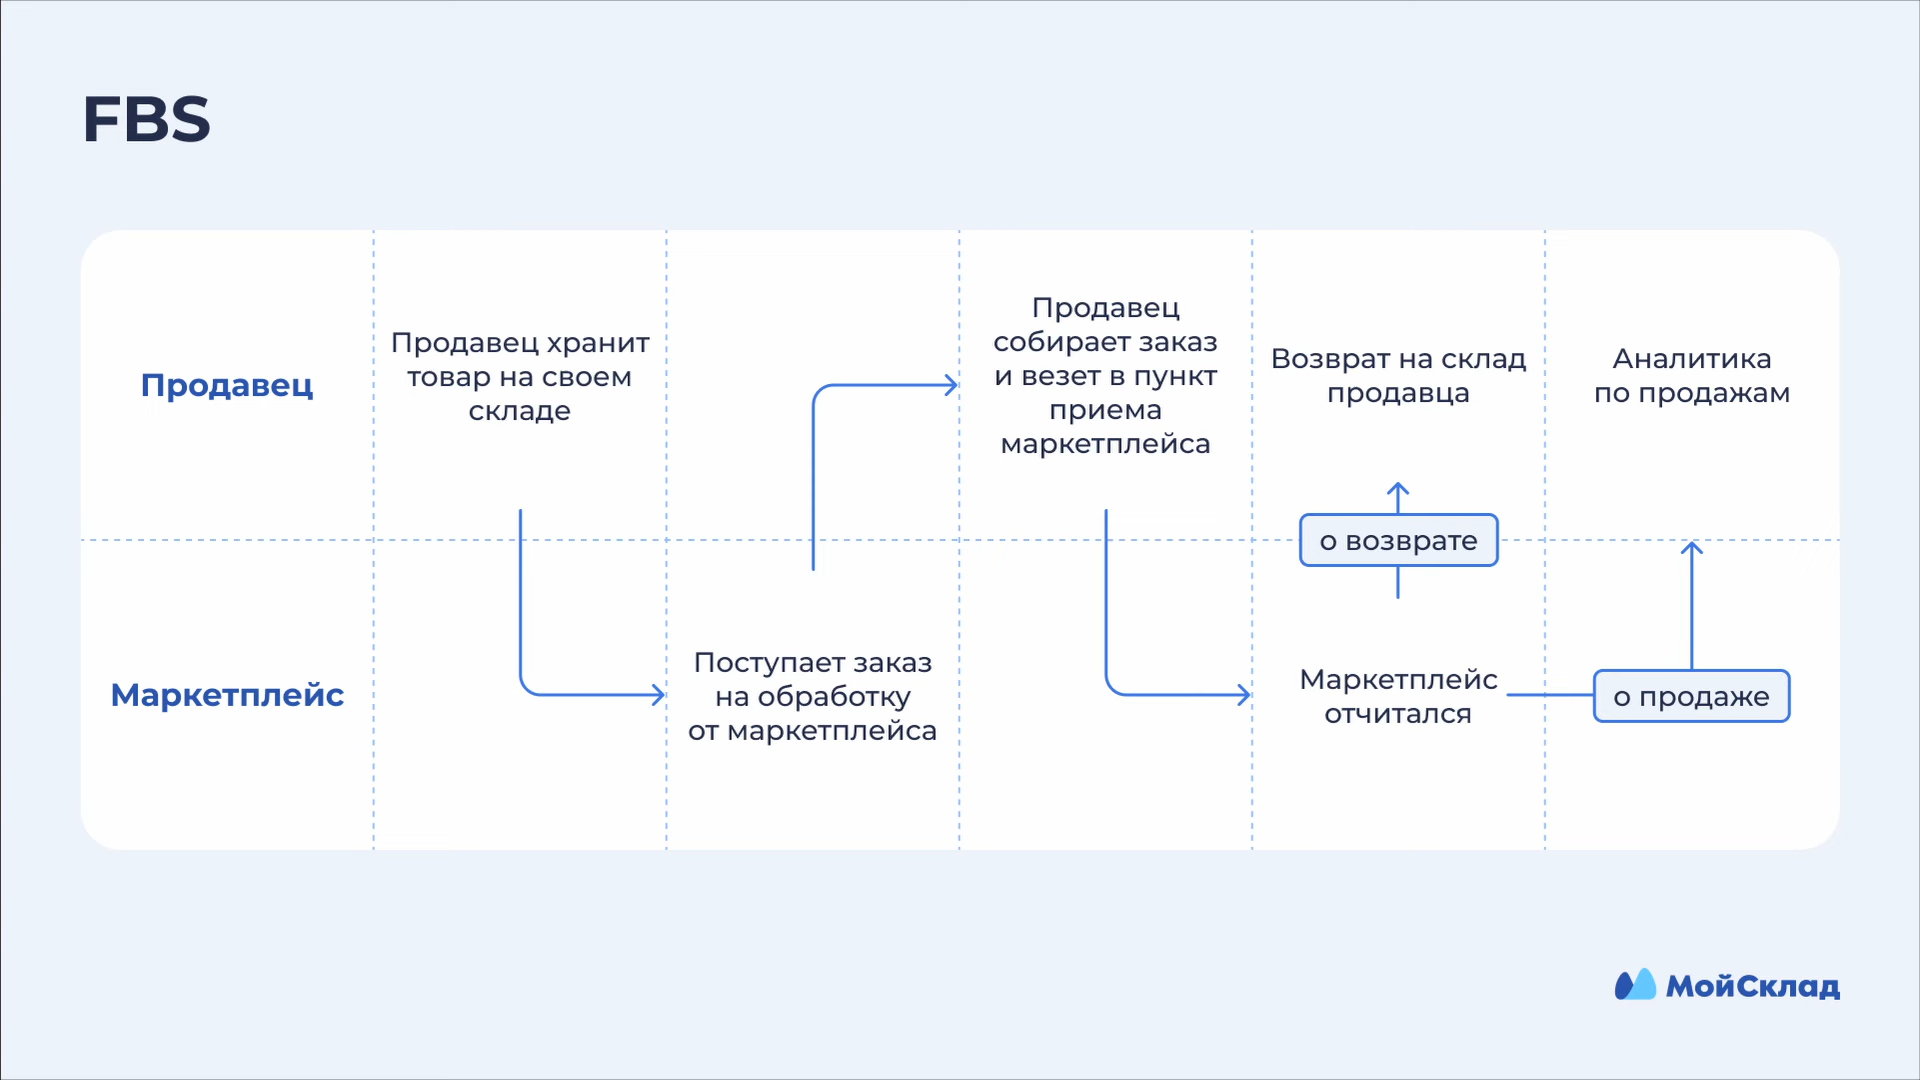 FBS
Продавец
Продавец хранит
товар на своем
складе
Продавец
собирает заказ
и везет в пункт
приема
маркетплейса
Возврат на склад
продавца
Аналитика
по продажам
о возврате
Маркетплейс
Поступает заказ
на обработку
от маркетплейса
Маркетплейс
отчитался
о продаже
МойСклад